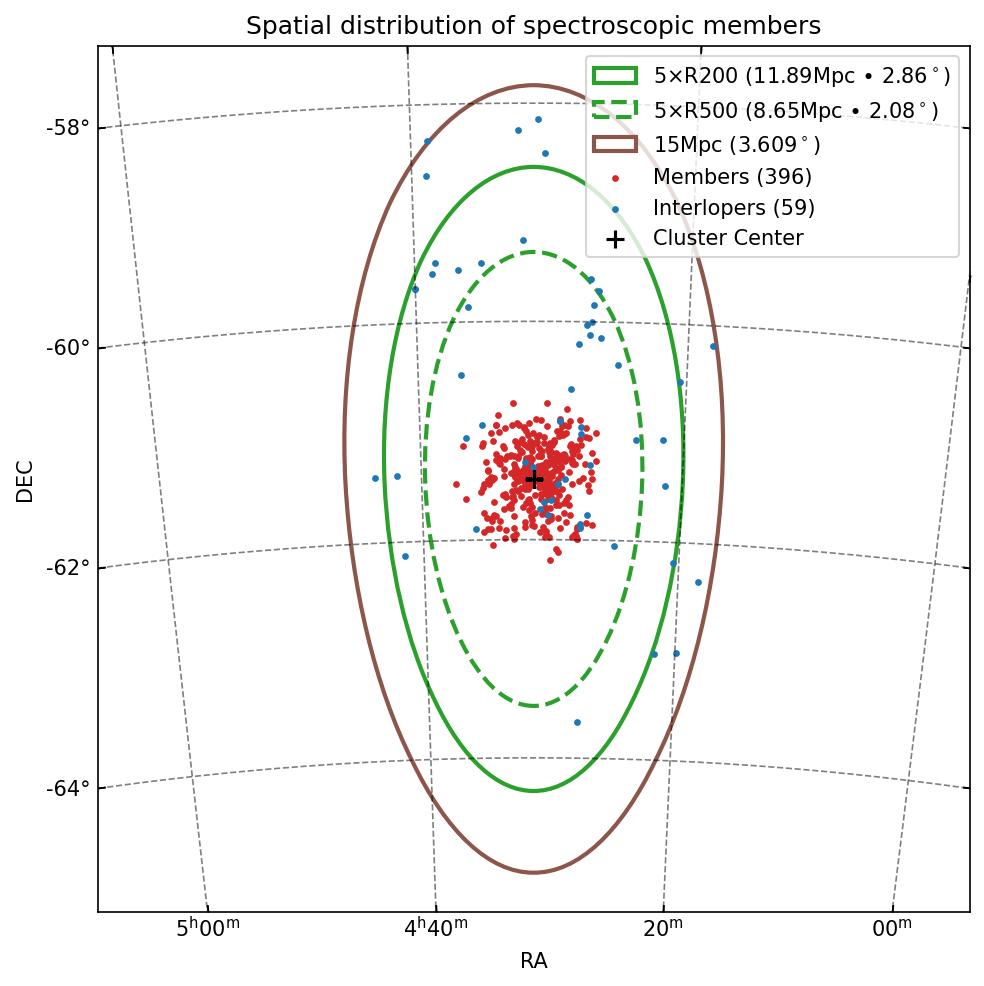 Spatial distribution of spectroscopic members
5×R200 (11.89Mpc • 2.86°)
5×R500 (8.65Mpc • 2.08°)
15Mpc (3.609°)
Members (396)
Interlopers (59)
Cluster Center
-58°
-60°
-62°
-64°
DEC
5ʰ00ᵐ 4ʰ40ᵐ 20ᵐ 00ᵐ
RA